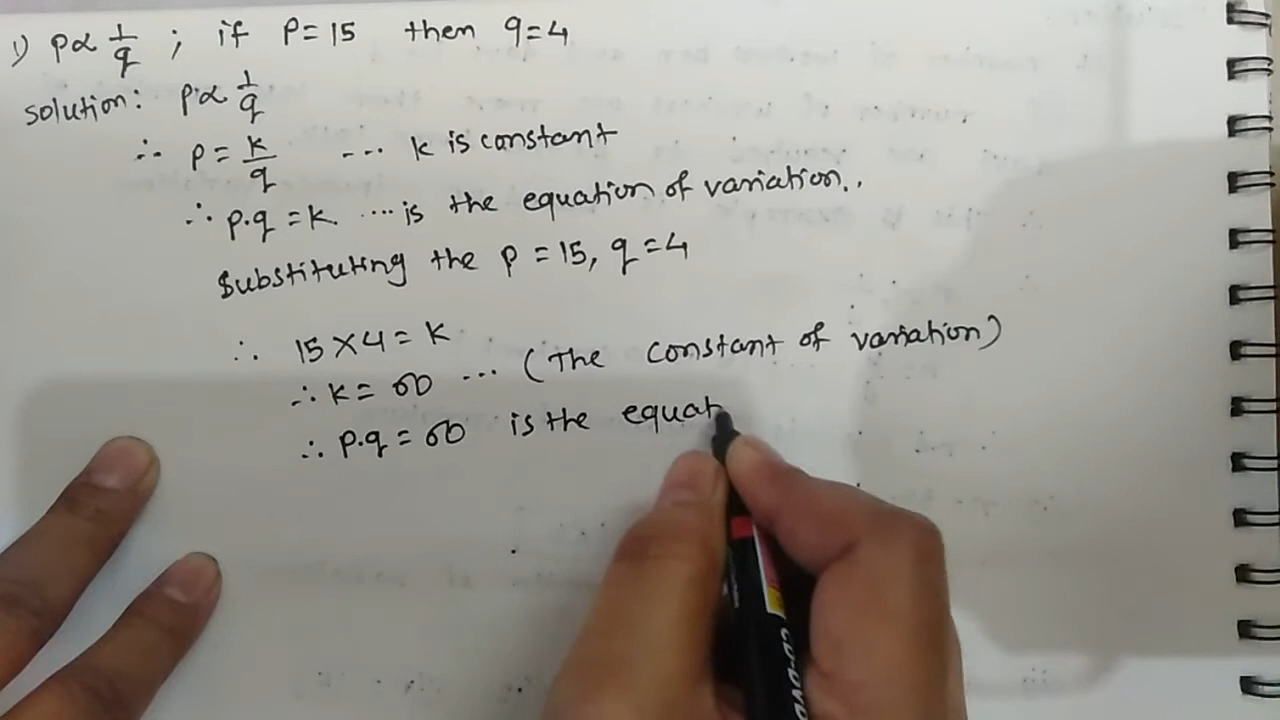 1) p∝ 1/q ; if P=15 then q=4
solution: p∝ 1/q
∴ p = k/q --- k is constant
∴ p.q = k. ....is the equation of variation..
Substituting the p = 15, q=4
∴ 15×4= k
∴ k= 60 ... (The constant of variation)
∴ p.q = 60 is the equat